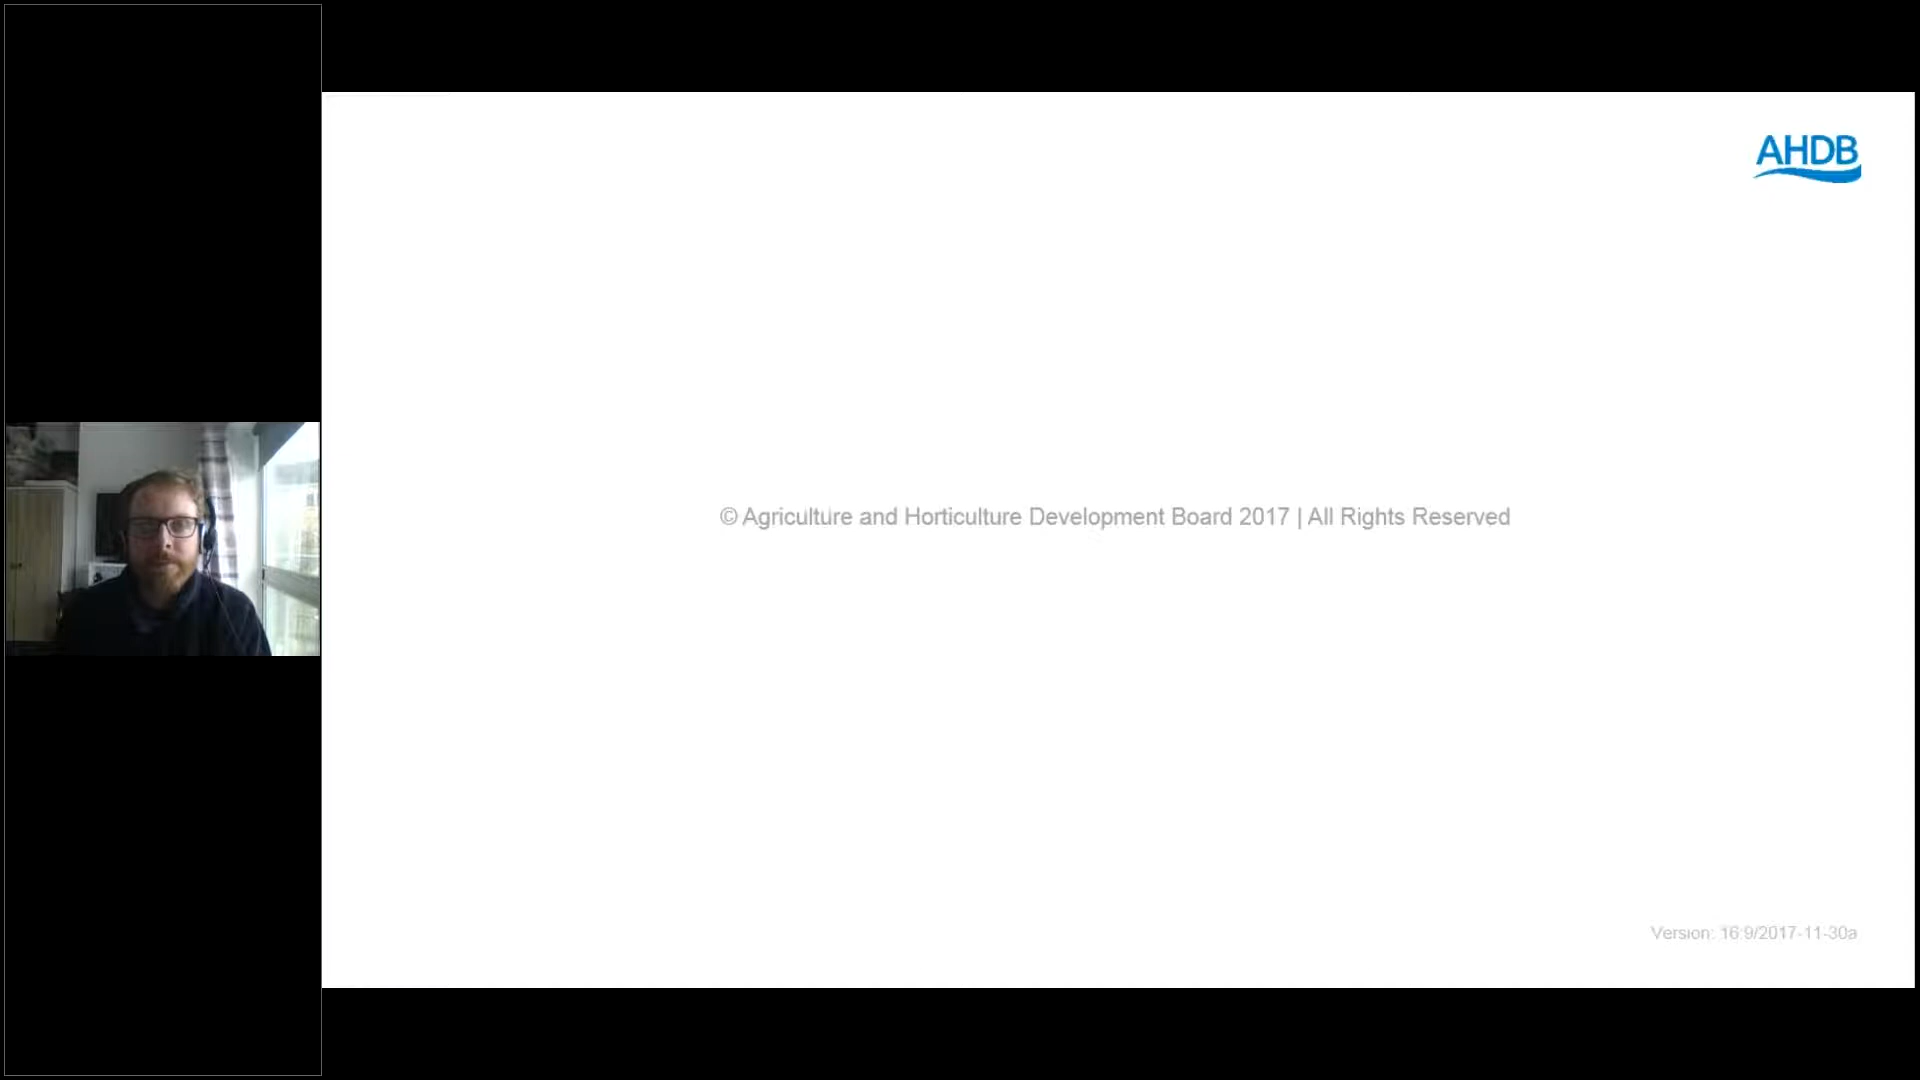 AHDB
© Agriculture and Horticulture Development Board 2017 | All Rights Reserved
Version: 16:9/2017-11-30a